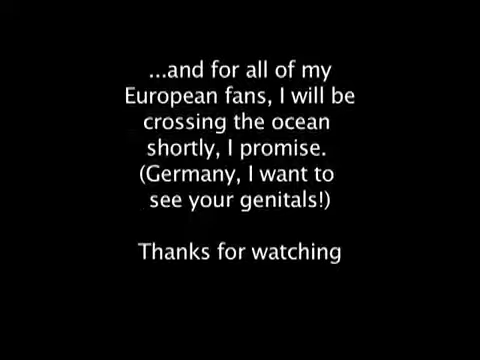 ...and for all of my
European fans, I will be
crossing the ocean
shortly, I promise.
(Germany, I want to
see your genitals!)
Thanks for watching